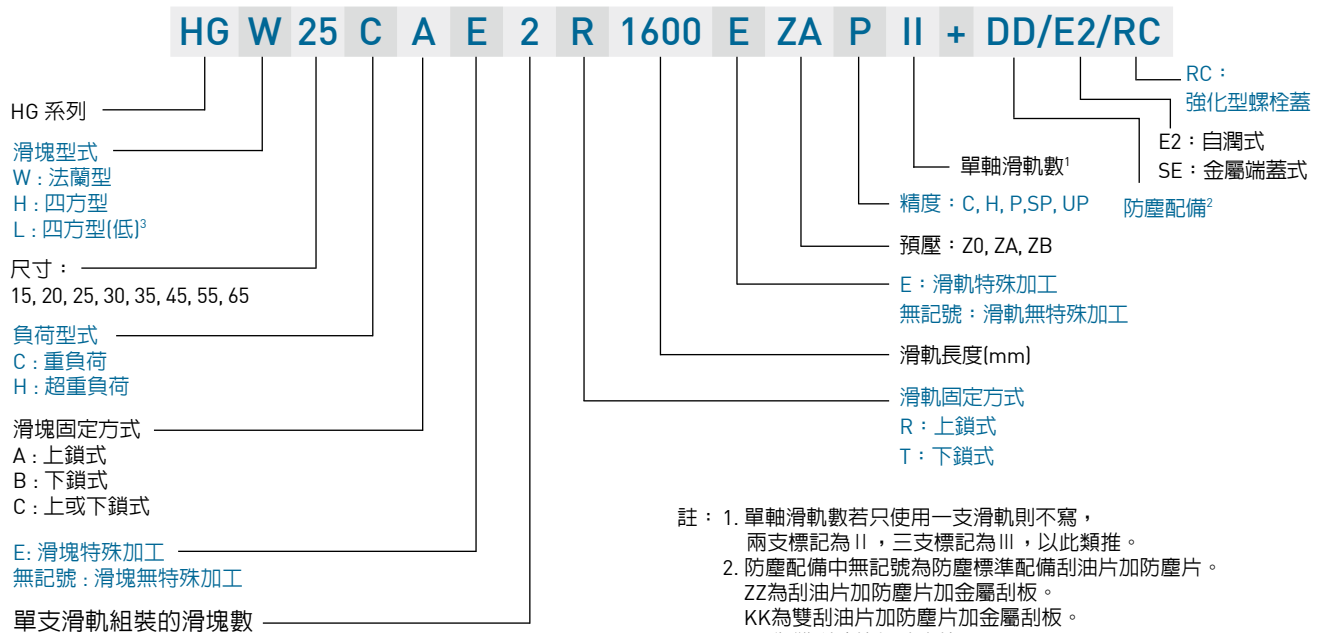 HG W 25 C A E 2 R 1600 E ZA P II + DD/E2/RC
HG 系列
滑塊型式
W : 法蘭型
H : 四方型
L : 四方型(低)3
尺寸：
15, 20, 25, 30, 35, 45, 55, 65
負荷型式
C : 重負荷
H : 超重負荷
滑塊固定方式
A : 上鎖式
B : 下鎖式
C : 上或下鎖式
E: 滑塊特殊加工
無記號 : 滑塊無特殊加工
單支滑軌組裝的滑塊數
RC：
強化型螺栓蓋
E2：自潤式
SE：金屬端蓋式
防塵配備2
單軸滑軌數1
精度：C, H, P,SP, UP
預壓：Z0, ZA, ZB
E：滑軌特殊加工
無記號：滑軌無特殊加工
滑軌長度(mm)
滑軌固定方式
R：上鎖式
T：下鎖式
註：1. 單軸滑軌數若只使用一支滑軌則不寫，
兩支標記為II，三支標記為III，以此類推。
2. 防塵配備中無記號為防塵標準配備刮油片加防塵片。
ZZ為刮油片加防塵片加金屬刮板。
KK為雙刮油片加防塵片加金屬刮板。